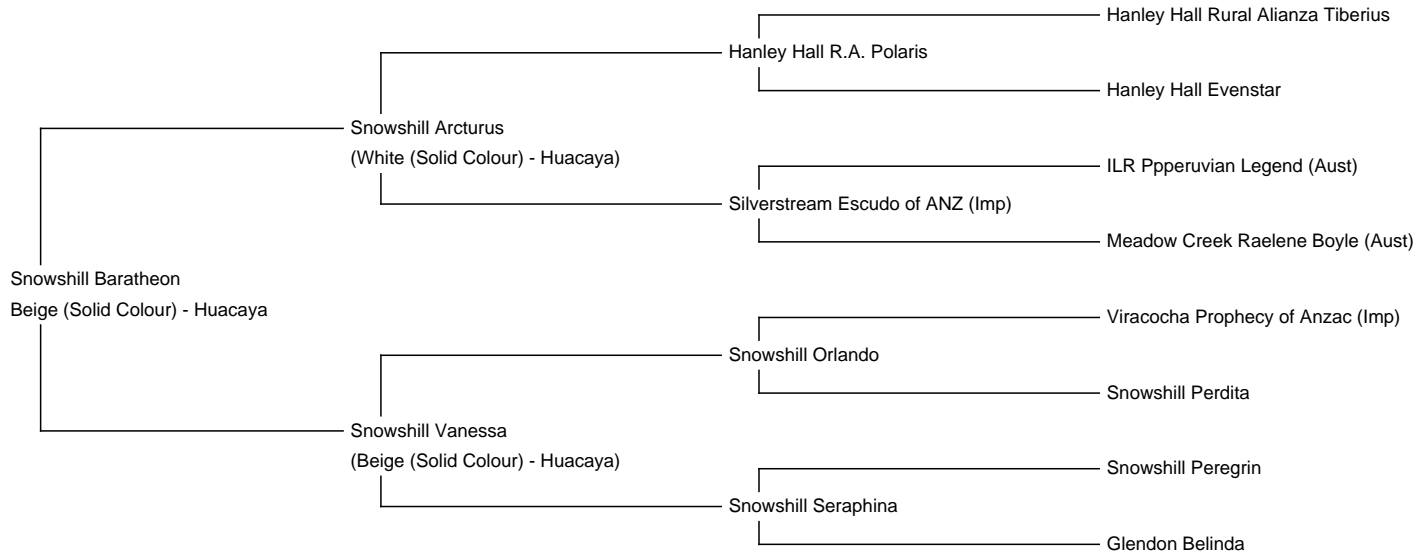 Hanley Hall Rural Alianza Tiberius
Hanley Hall R.A. Polaris
Hanley Hall Evenstar
Snowshill Arcturus
(White (Solid Colour) - Huacaya)
ILR Ppperuvian Legend (Aust)
Silverstream Escudo of ANZ (Imp)
Meadow Creek Raelene Boyle (Aust)
Snowshill Baratheon
Beige (Solid Colour) - Huacaya
Viracocha Prophecy of Anzac (Imp)
Snowshill Orlando
Snowshill Perdita
Snowshill Vanessa
(Beige (Solid Colour) - Huacaya)
Snowshill Peregrin
Snowshill Seraphina
Glendon Belinda